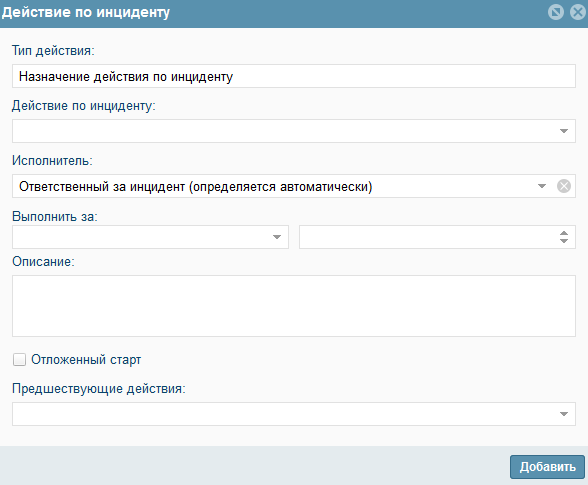 Действие по инциденту
Тип действия:
Назначение действия по инциденту
Действие по инциденту:
Исполнитель:
Ответственный за инцидент (определяется автоматически)
Выполнить за:
Описание:
Отложенный старт
Предшествующие действия:
Добавить